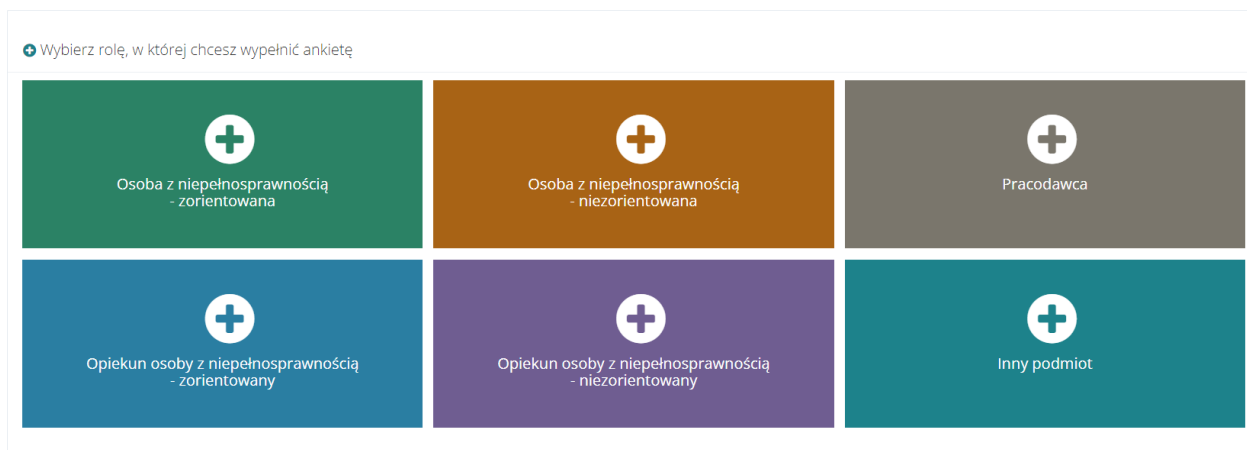 Wybierz rolę, w której chcesz wypełnić ankietę
Osoba z niepełnosprawnością
- zorientowana
Osoba z niepełnosprawnością
- niezorientowana
Pracodawca
Opiekun osoby z niepełnosprawnością
- zorientowany
Opiekun osoby z niepełnosprawnością
- niezorientowany
Inny podmiot